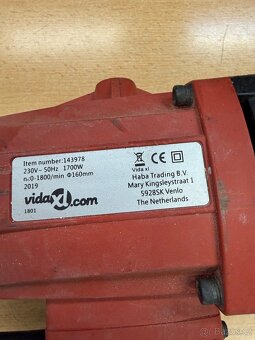 Item number:143978
230V~ 50Hz 1700W
n₀:0-1800/min Φ160mm
2019
vidaXL.com
1801
CE
Vida xl
Haba Trading B.V.
Mary Kingsleystraat 1
5928SK Venlo
The Netherlands